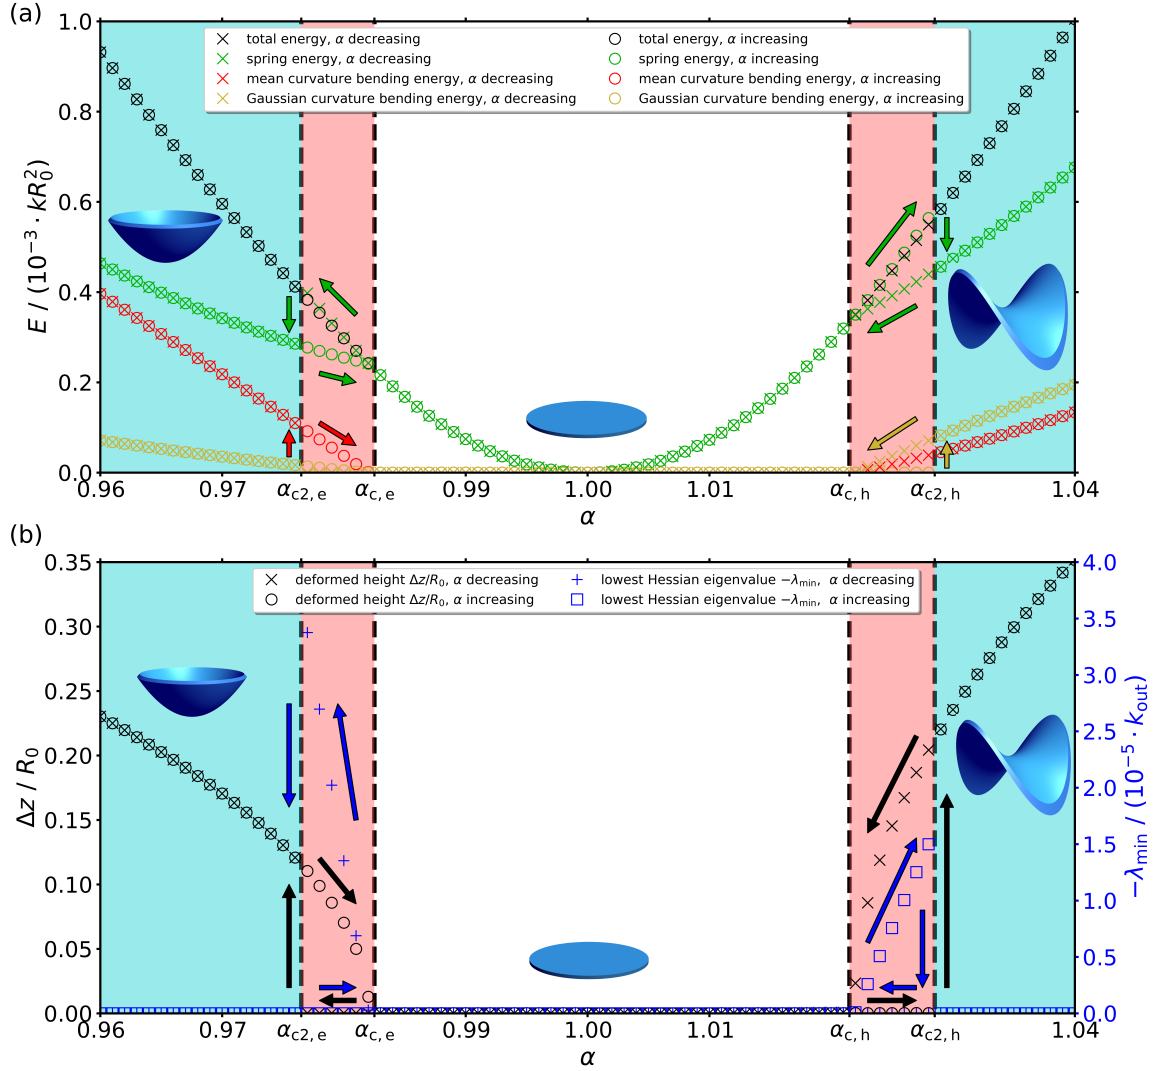 (a)
1.0
0.8
0.6
0.4
0.2
0.0
E / (10⁻³ · kR₀²)
total energy, α decreasing
spring energy, α decreasing
mean curvature bending energy, α decreasing
Gaussian curvature bending energy, α decreasing
total energy, α increasing
spring energy, α increasing
mean curvature bending energy, α increasing
Gaussian curvature bending energy, α increasing
0.96 0.97 α_c2, e α_c, e 0.99 1.00 1.01 α_c, h α_c2, h 1.04
α
(b)
0.35
0.30
0.25
0.20
0.15
0.10
0.05
0.00
Δz / R₀
deformed height Δz/R₀, α decreasing
deformed height Δz/R₀, α increasing
lowest Hessian eigenvalue −λ_min, α decreasing
lowest Hessian eigenvalue −λ_min, α increasing
4.0
3.5
3.0
2.5
2.0
1.5
1.0
0.5
0.0
−λ_min / (10⁻⁵ · k_out)
0.96 0.97 α_c2, e α_c, e 0.99 1.00 1.01 α_c, h α_c2, h 1.04
α